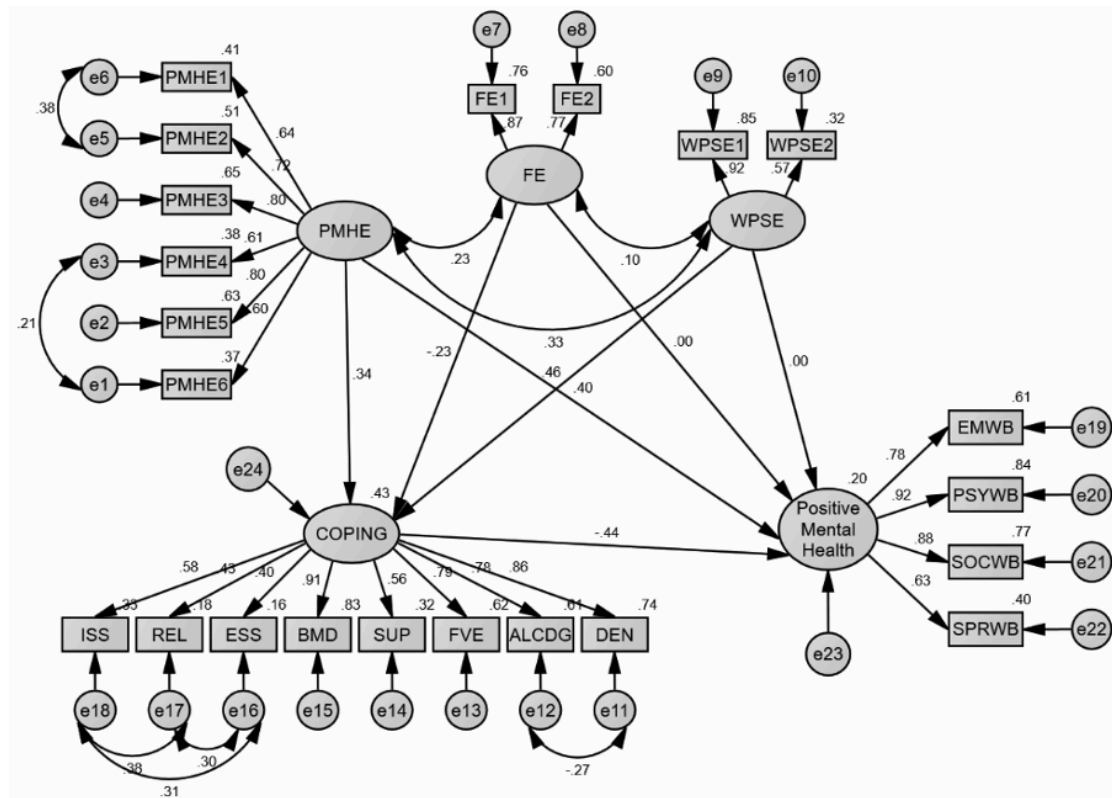 e7
e8
.41
e6
PMHE1
.76
.60
e9
e10
.38
.51
FE1
FE2
e5
PMHE2
.87
.77
.85
.32
.64
WPSE1
WPSE2
.65
.72
.92
.57
e4
PMHE3
.80
FE
.38
.61
PMHE
WPSE
e3
PMHE4
.23
.10
.80
.63
.21
e2
PMHE5
.60
.33
.37
-.23
.00
.00
e1
PMHE6
.34
.46
.40
.61
EMWB
e19
.78
e24
.20
.84
.43
.92
PSYWB
e20
COPING
Positive
Mental
Health
-.44
.77
.88
SOCWB
e21
.58
.43
.40
.91
.56
.79
.78
.86
.63
.33
.18
.16
.83
.32
.62
.61
.74
.40
ISS
REL
ESS
BMD
SUP
FVE
ALCDG
DEN
SPRWB
e22
e23
e18
e17
e16
e15
e14
e13
e12
e11
.38
.30
-.27
.31